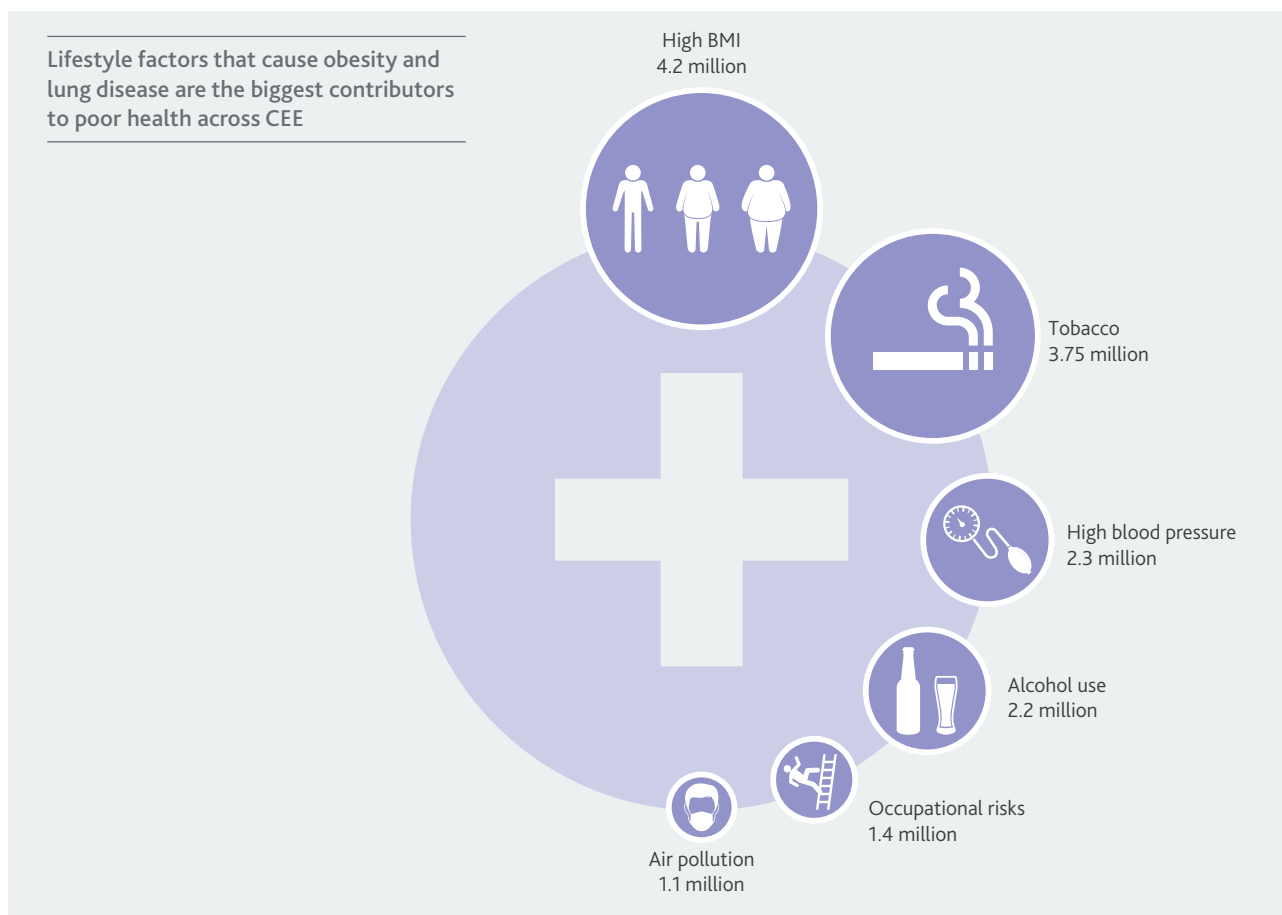 Lifestyle factors that cause obesity and
lung disease are the biggest contributors
to poor health across CEE
High BMI
4.2 million
Tobacco
3.75 million
High blood pressure
2.3 million
Alcohol use
2.2 million
Occupational risks
1.4 million
Air pollution
1.1 million